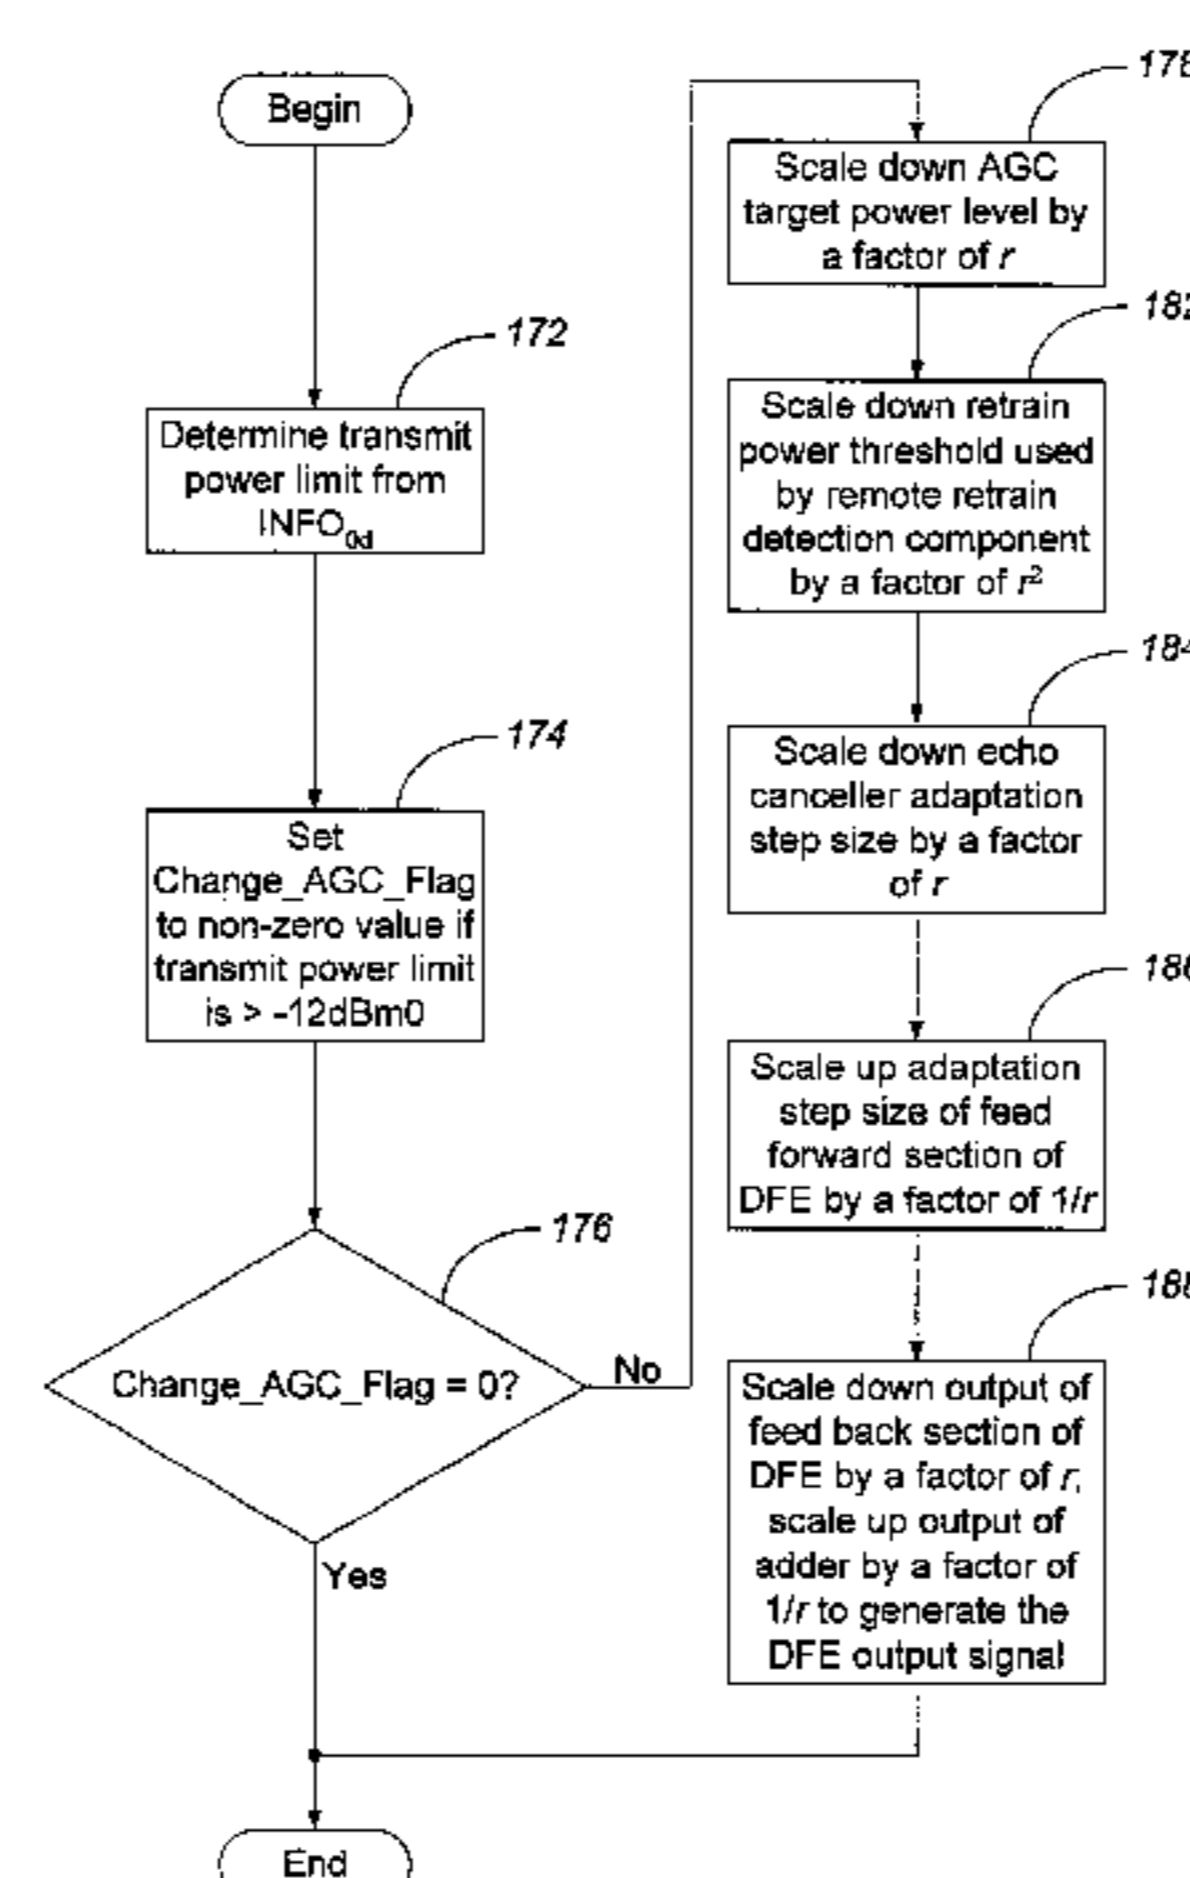 Begin
172
Determine transmit
power limit from
INFO0d
174
Set
Change_AGC_Flag
to non-zero value if
transmit power limit
is > -12dBm0
176
Change_AGC_Flag = 0?
No
Yes
End
178
Scale down AGC
target power level by
a factor of r
182
Scale down retrain
power threshold used
by remote retrain
detection component
by a factor of r²
184
Scale down echo
canceller adaptation
step size by a factor
of r
186
Scale up adaptation
step size of feed
forward section of
DFE by a factor of 1/r
188
Scale down output of
feed back section of
DFE by a factor of r;
scale up output of
adder by a factor of
1/r to generate the
DFE output signal